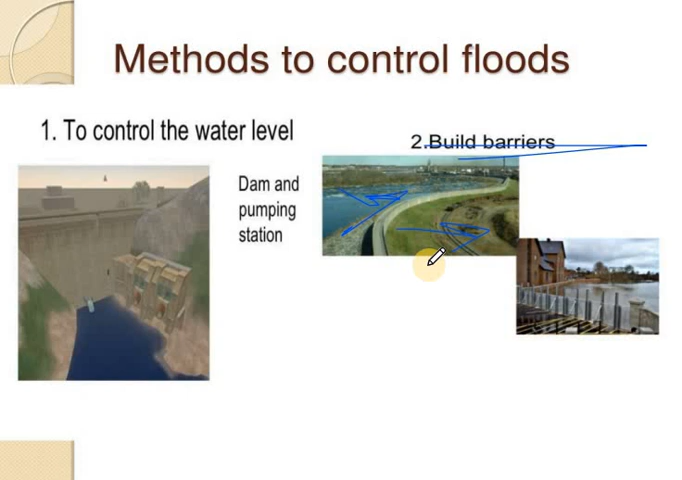 Methods to control floods
1. To control the water level
2.Build barriers
Dam and
pumping
station